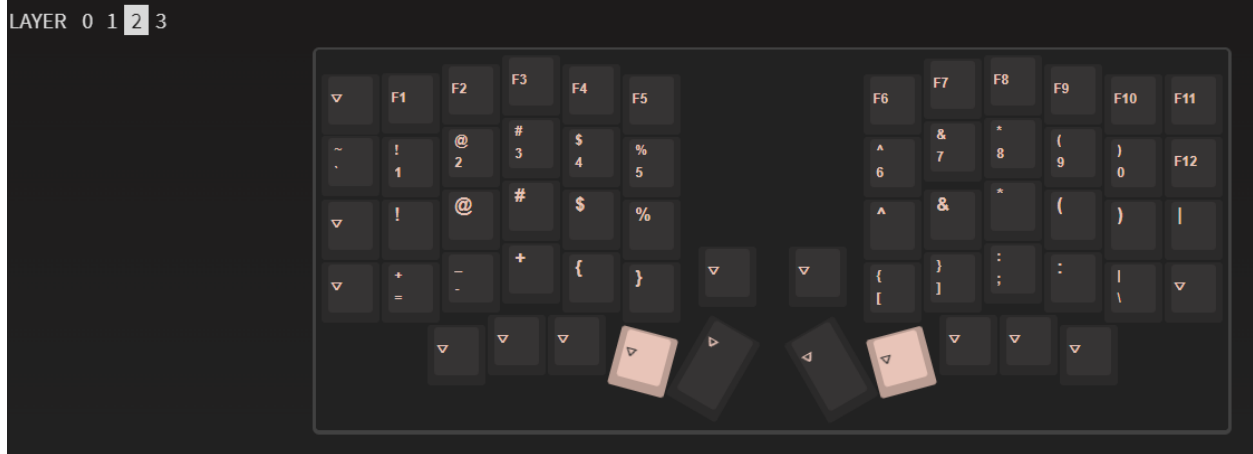 LAYER 0 1 2 3
▽ F1 F2 F3 F4 F5 F6 F7 F8 F9 F10 F11
~ ! @ # $ % ^ & * ( ) F12
` 1 2 3 4 5 6 7 8 9 0
▽ ! @ # $ % ^ & * ( ) |
▽ + _ + { } ▽ ▽ { } : : | ▽
= - [ ] ; \
▽ ▽ ▽ ▽ ▽ ▽ ▽ ▽ ▽ ▽